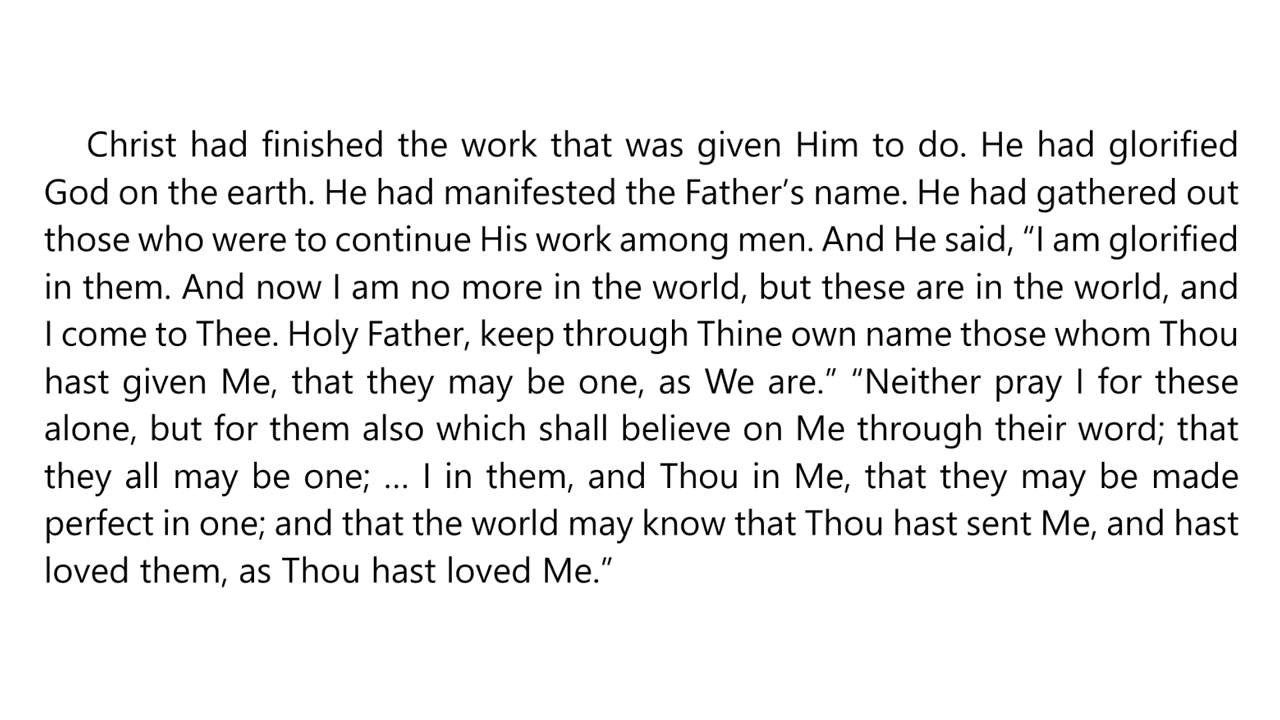 Christ had finished the work that was given Him to do. He had glorified
God on the earth. He had manifested the Father’s name. He had gathered out
those who were to continue His work among men. And He said, “I am glorified
in them. And now I am no more in the world, but these are in the world, and
I come to Thee. Holy Father, keep through Thine own name those whom Thou
hast given Me, that they may be one, as We are.” “Neither pray I for these
alone, but for them also which shall believe on Me through their word; that
they all may be one; … I in them, and Thou in Me, that they may be made
perfect in one; and that the world may know that Thou hast sent Me, and hast
loved them, as Thou hast loved Me.”